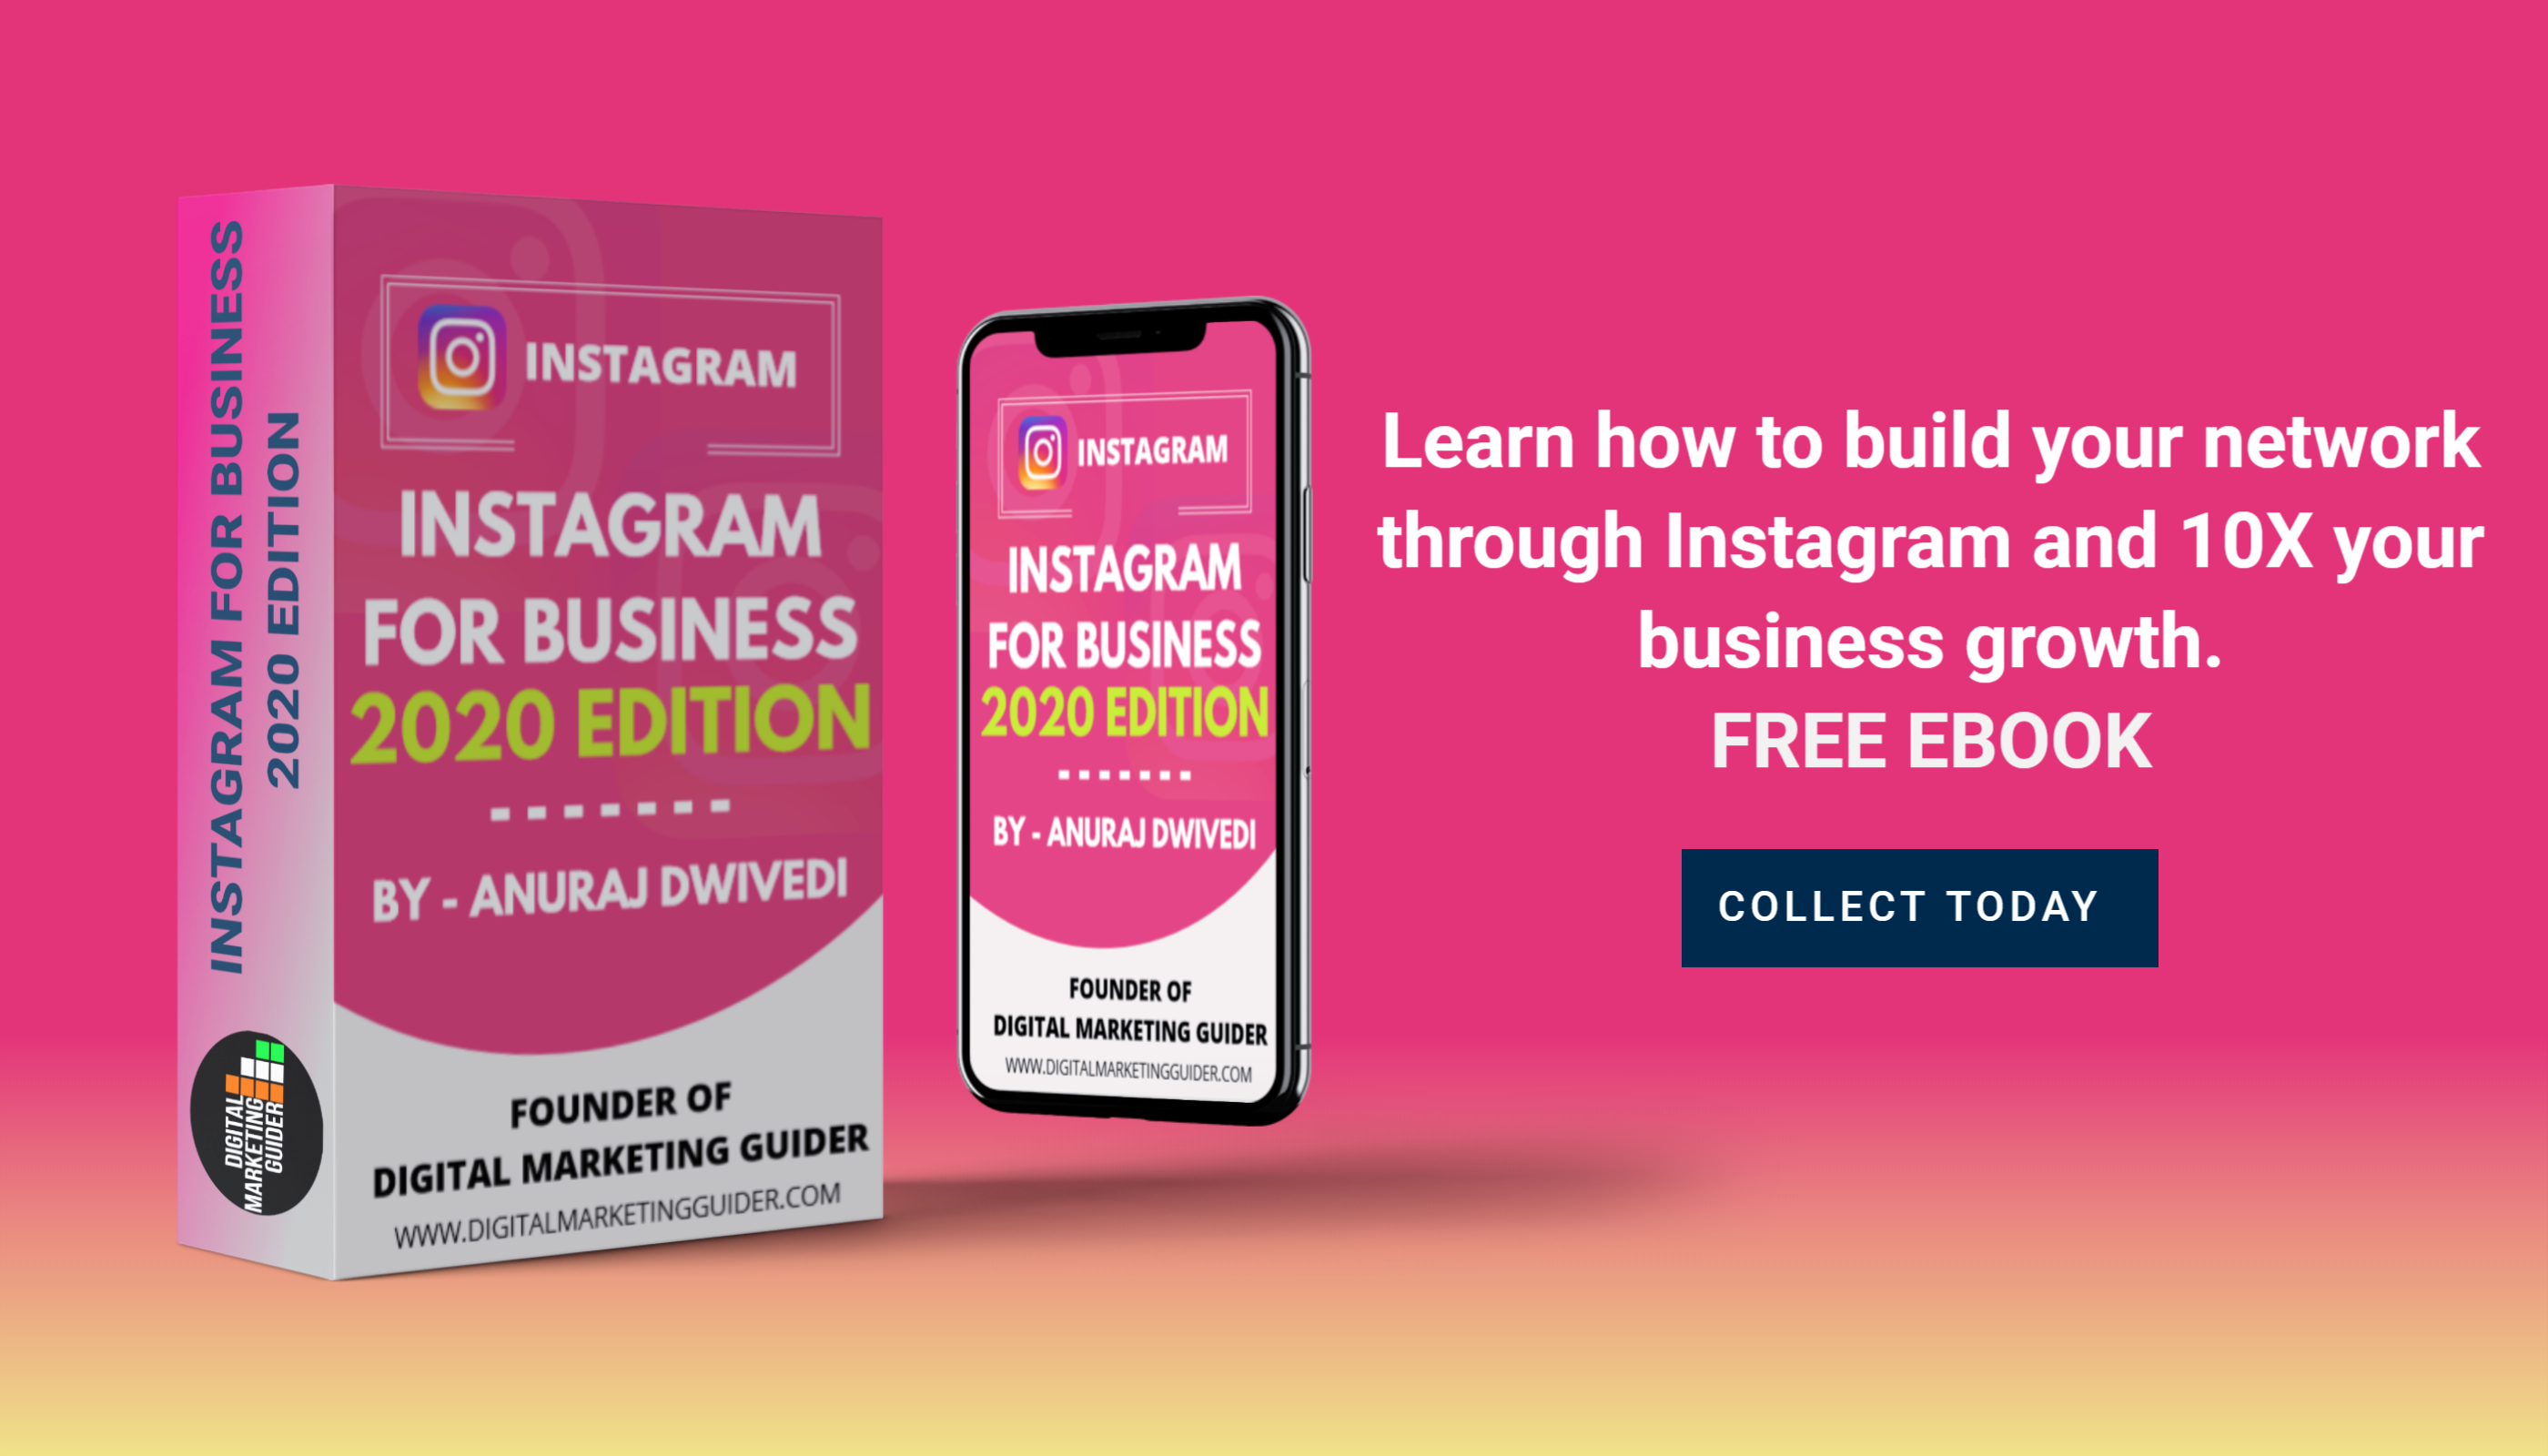 INSTAGRAM FOR BUSINESS
2020 EDITION
DIGITAL
MARKETING
GUIDER
INSTAGRAM
INSTAGRAM
FOR BUSINESS
2020 EDITION
BY - ANURAJ DWIVEDI
FOUNDER OF
DIGITAL MARKETING GUIDER
WWW.DIGITALMARKETINGGUIDER.COM
INSTAGRAM
INSTAGRAM
FOR BUSINESS
2020 EDITION
BY - ANURAJ DWIVEDI
FOUNDER OF
DIGITAL MARKETING GUIDER
WWW.DIGITALMARKETINGGUIDER.COM
Learn how to build your network
through Instagram and 10X your
business growth.
FREE EBOOK
COLLECT TODAY